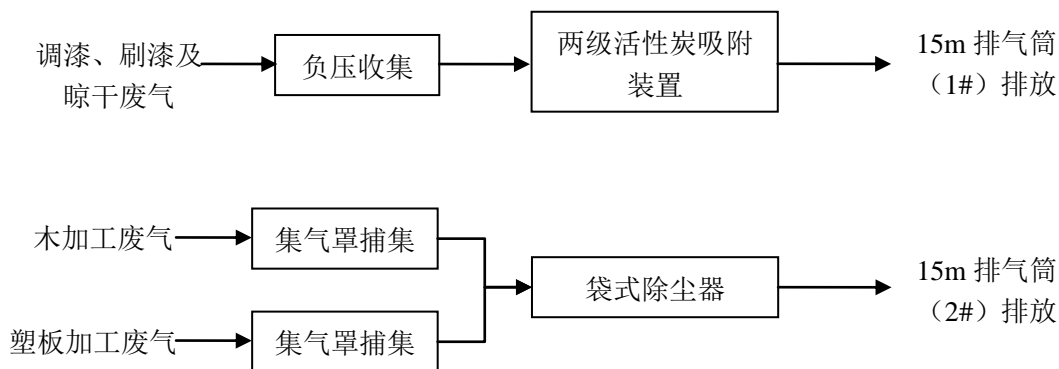 调漆、刷漆及
晾干废气
负压收集
两级活性炭吸附
装置
15m 排气筒
（1#）排放
木加工废气
集气罩捕集
塑板加工废气
集气罩捕集
袋式除尘器
15m 排气筒
（2#）排放